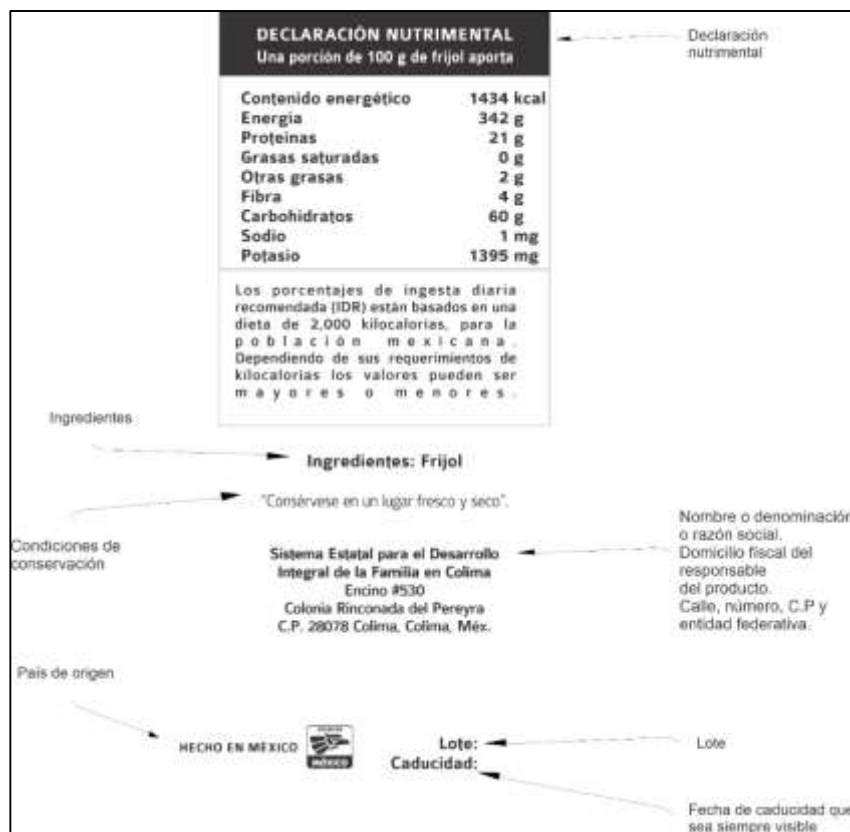 DECLARACIÓN NUTRIMENTAL
Una porción de 100 g de frijol aporta
Declaración
nutrimental
Contenido energético 1434 kcal
Energía 342 g
Proteinas 21 g
Grasas saturadas 0 g
Otras grasas 2 g
Fibra 4 g
Carbohidratos 60 g
Sodio 1 mg
Potasio 1395 mg
Los porcentajes de ingesta diaria
recomendada (IDR) están basados en una
dieta de 2,000 kilocalorías, para la
población mexicana.
Dependiendo de sus requerimientos de
kilocalorías los valores pueden ser
mayores o menores.
Ingredientes
Ingredientes: Frijol
"Consérvese en un lugar fresco y seco".
Condiciones de
conservación
Sistema Estatal para el Desarrollo
Integral de la Familia en Colima
Encino #530
Colonia Rinconada del Pereyra
C.P. 28078 Colima, Colima, Méx.
Nombre o denominación
o razón social.
Domicilio fiscal del
responsable
del producto.
Calle, número, C.P y
entidad federativa.
País de origen
HECHO EN MÉXICO
MÉXICO
Lote:
Caducidad:
Lote
Fecha de caducidad que
sea siempre visible